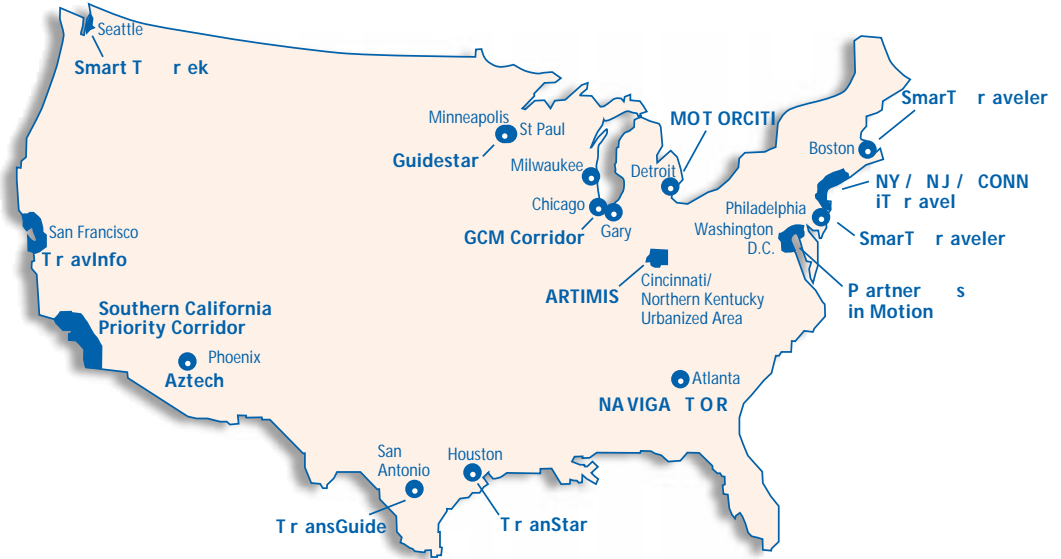 Seattle
Smart T r ek
SmarT r aveler
MOT ORCITI
Minneapolis
St Paul
Guidestar
Boston
Milwaukee
Detroit
NY / NJ / CONN
iT r avel
Chicago
Gary
GCM Corridor
Philadelphia
Washington
D.C.
SmarT r aveler
San Francisco
T r avInfo
ARTIMIS
Cincinnati/
Northern Kentucky
Urbanized Area
P artner s
in Motion
Southern California
Priority Corridor
Phoenix
Aztech
Atlanta
NAVIGA T OR
San
Antonio
Houston
T r ansGuide
T r anStar